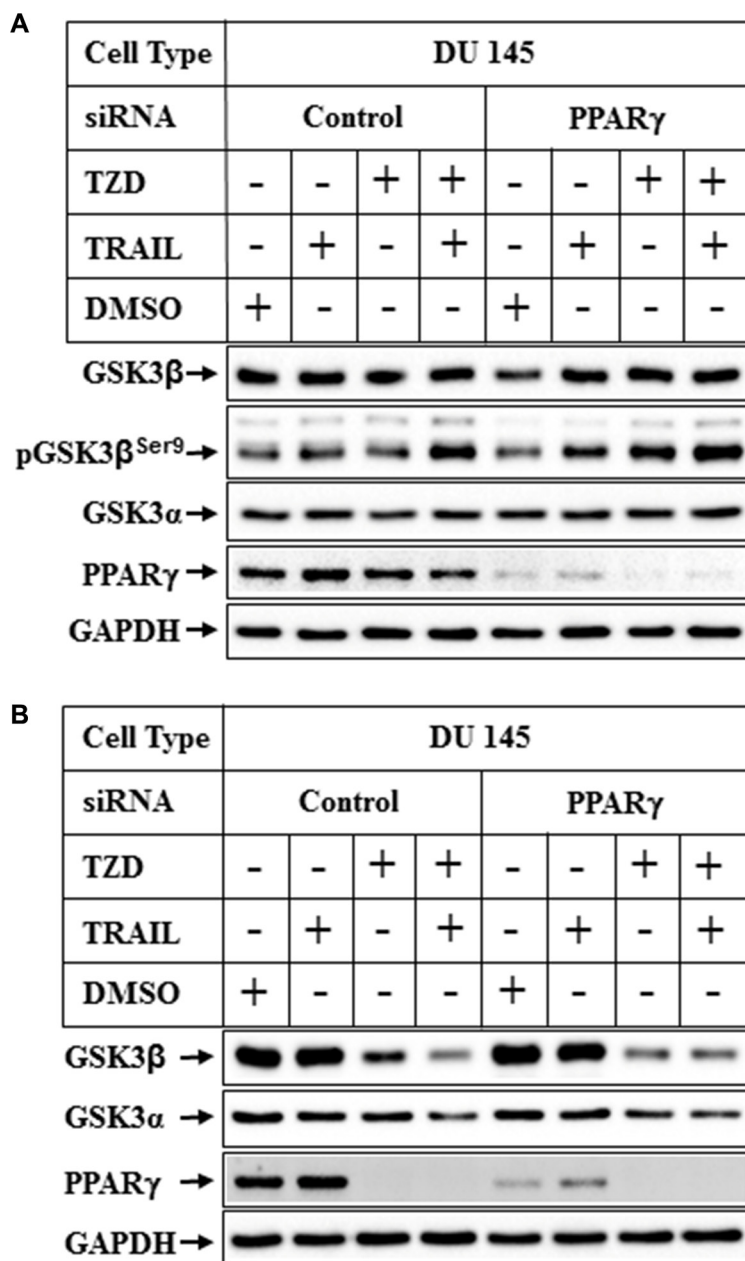 A
Cell Type DU 145
siRNA Control PPARγ
TZD - - + + - - + +
TRAIL - + - + - + - +
DMSO + - - - + - - -
GSK3β→
pGSK3βSer9→
GSK3α→
PPARγ→
GAPDH→
B
Cell Type DU 145
siRNA Control PPARγ
TZD - - + + - - + +
TRAIL - + - + - + - +
DMSO + - - - + - - -
GSK3β →
GSK3α →
PPARγ →
GAPDH→